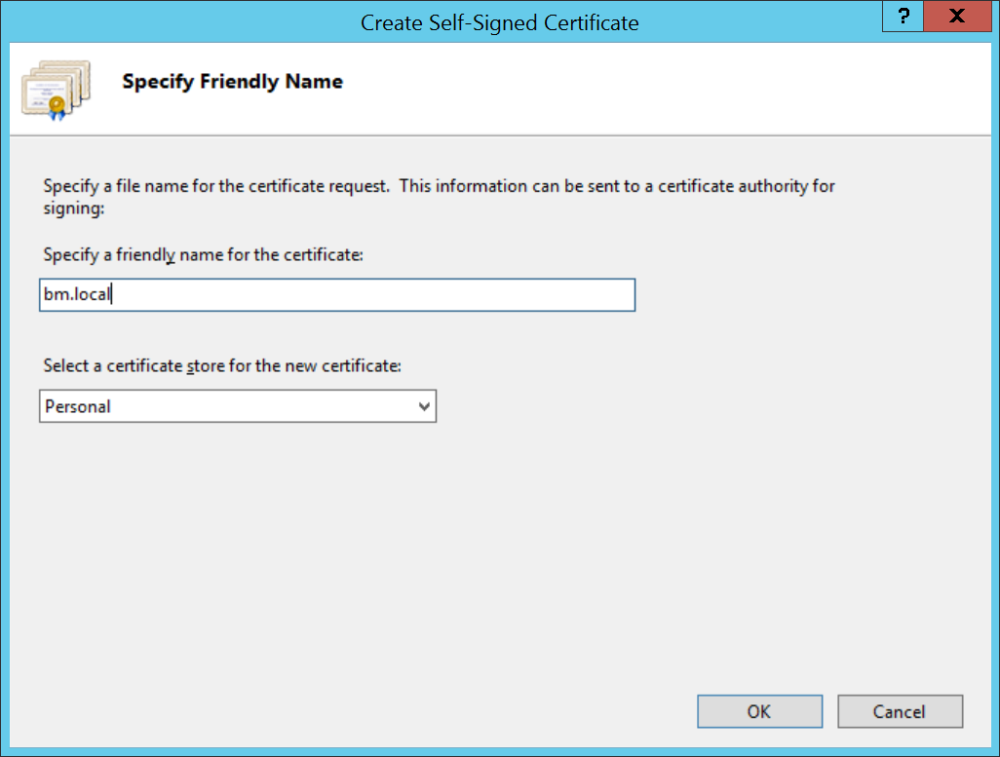 Create Self-Signed Certificate
? X
Specify Friendly Name
Specify a file name for the certificate request.  This information can be sent to a certificate authority for
signing:
Specify a friendly name for the certificate:
bm.local
Select a certificate store for the new certificate:
Personal
OK Cancel